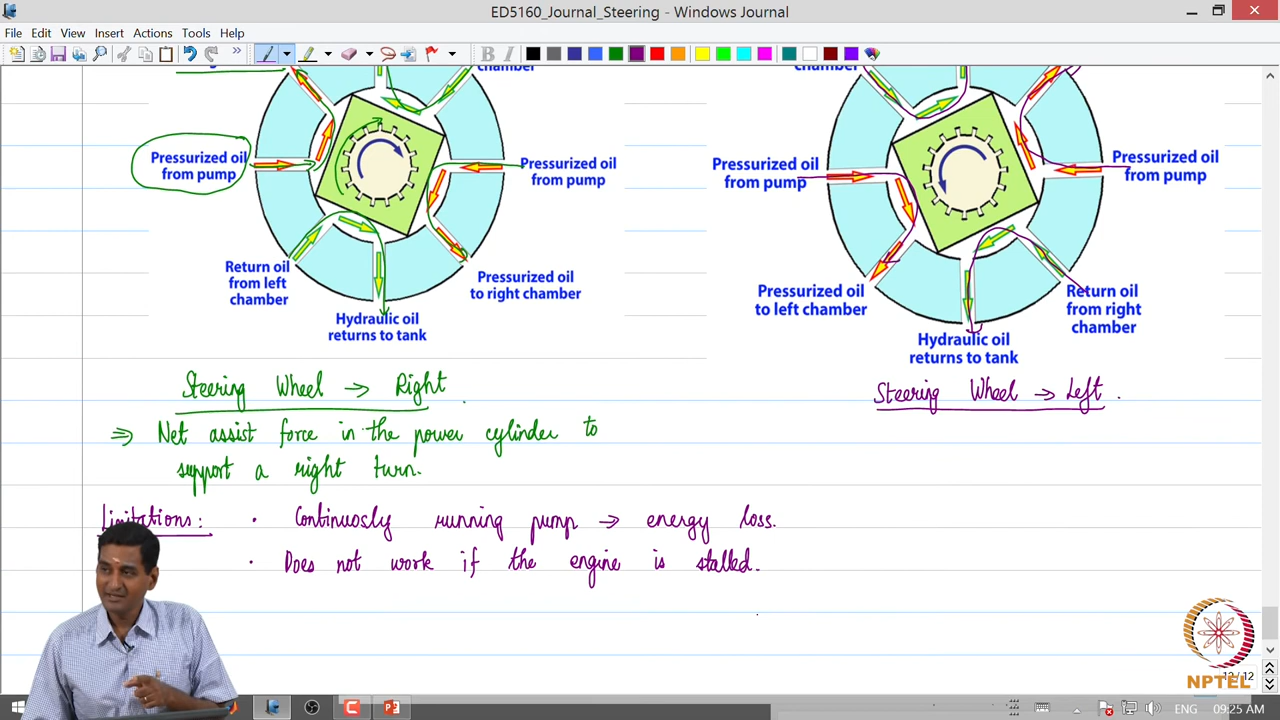 ED5160_Journal_Steering - Windows Journal
File Edit View Insert Actions Tools Help
chamber
Pressurized oil
from pump
Pressurized oil
from pump
Return oil
from left
chamber
Pressurized oil
to right chamber
Hydraulic oil
returns to tank
Steering Wheel → Right
⇒ Net assist force in the power cylinder to
support a right turn.
chamber
Pressurized oil
from pump
Pressurized oil
from pump
Pressurized oil
to left chamber
Return oil
from right
chamber
Hydraulic oil
returns to tank
Steering Wheel → Left.
Limitations: • Continuosly running pump → energy loss.
• Does not work if the engine is stalled.
NPTEL
ENG 09:25 AM